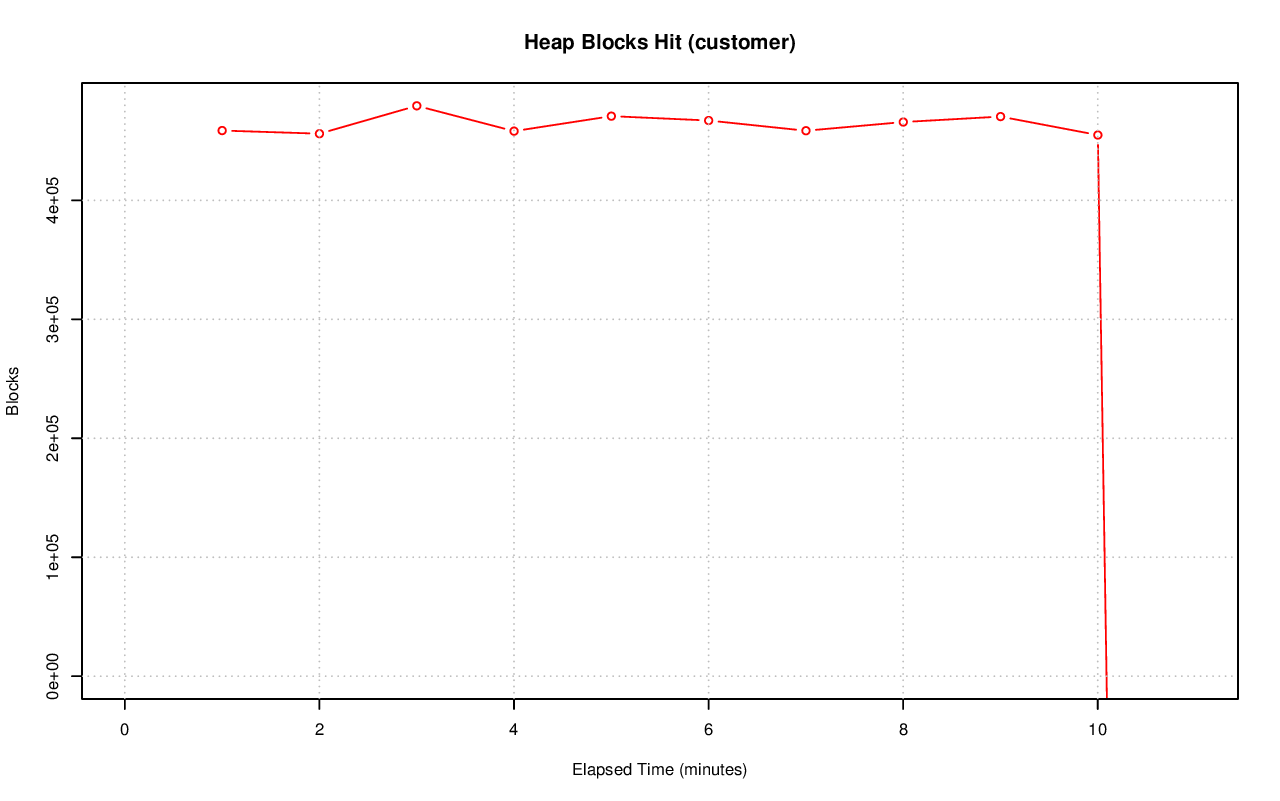 Heap Blocks Hit (customer)
Blocks
4e+05
3e+05
2e+05
1e+05
0e+00
0 2 4 6 8 10
Elapsed Time (minutes)